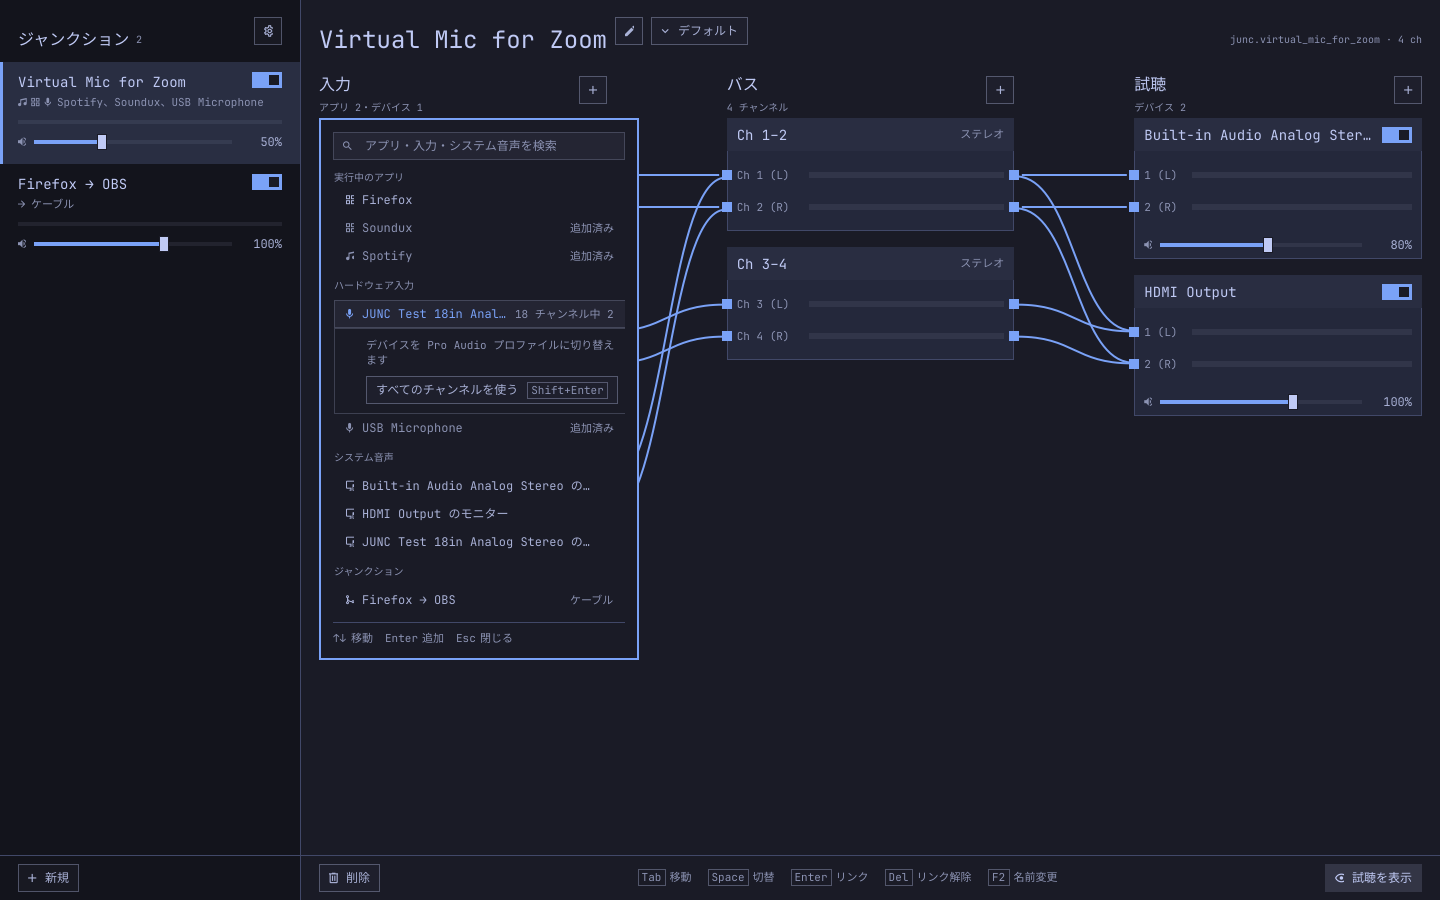 ジャンクション 2
Virtual Mic for Zoom
Spotify、Soundux、USB Microphone
50%
Firefox → OBS
→ ケーブル
100%
+ 新規
Virtual Mic for Zoom
デフォルト
junc.virtual_mic_for_zoom · 4 ch
入力
アプリ 2・デバイス 1
+
アプリ・入力・システム音声を検索
実行中のアプリ
Firefox
Soundux 追加済み
Spotify 追加済み
ハードウェア入力
JUNC Test 18in Anal… 18 チャンネル中 2
デバイスを Pro Audio プロファイルに切り替え
ます
すべてのチャンネルを使う Shift+Enter
USB Microphone 追加済み
システム音声
Built-in Audio Analog Stereo の…
HDMI Output のモニター
JUNC Test 18in Analog Stereo の…
ジャンクション
Firefox → OBS ケーブル
↑↓ 移動 Enter 追加 Esc 閉じる
バス
4 チャンネル
+
Ch 1–2 ステレオ
Ch 1 (L)
Ch 2 (R)
Ch 3–4 ステレオ
Ch 3 (L)
Ch 4 (R)
試聴
デバイス 2
+
Built-in Audio Analog Ster…
1 (L)
2 (R)
80%
HDMI Output
1 (L)
2 (R)
100%
削除
Tab 移動 Space 切替 Enter リンク Del リンク解除 F2 名前変更
試聴を表示